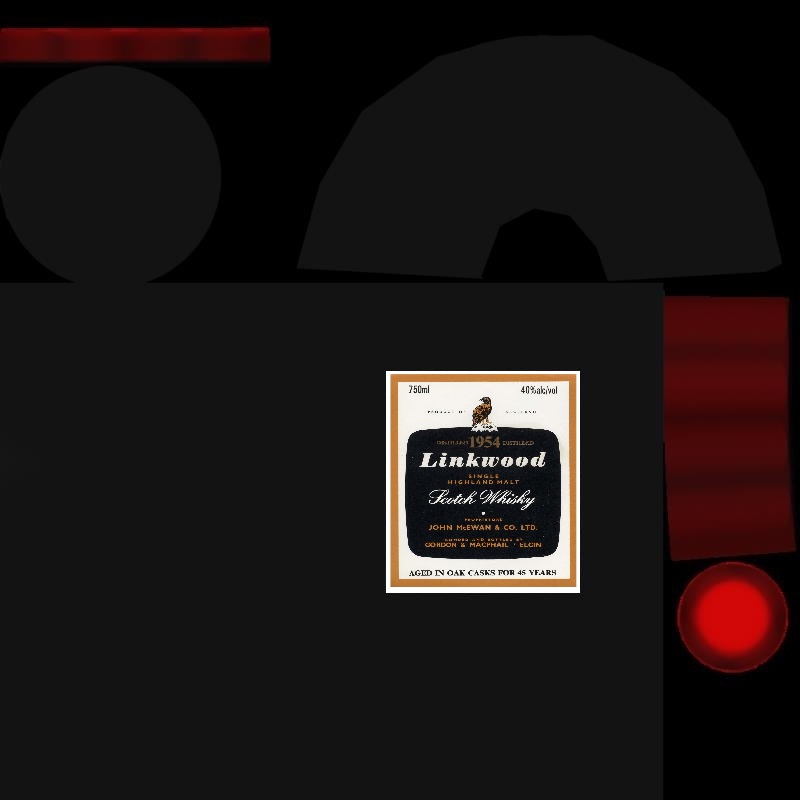 750ml 40%alc/vol
PRODUCT OF SCOTLAND
DISTILLED 1954 DISTILLED
Linkwood
SINGLE
HIGHLAND MALT
Scotch Whisky
PROPRIETORS
JOHN McEWAN & CO. LTD.
BONDED AND BOTTLED BY
GORDON & MACPHAIL · ELGIN
AGED IN OAK CASKS FOR 45 YEARS